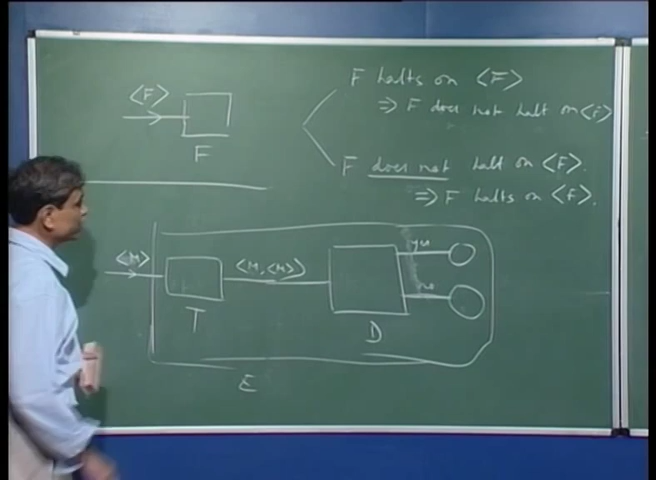 <F>
F
F halts on <F>
⇒ F does not halt on <F>
F does not halt on <F>.
⇒ F halts on <F>.
<M>
T
<M, <M>>
D
yes
no
E